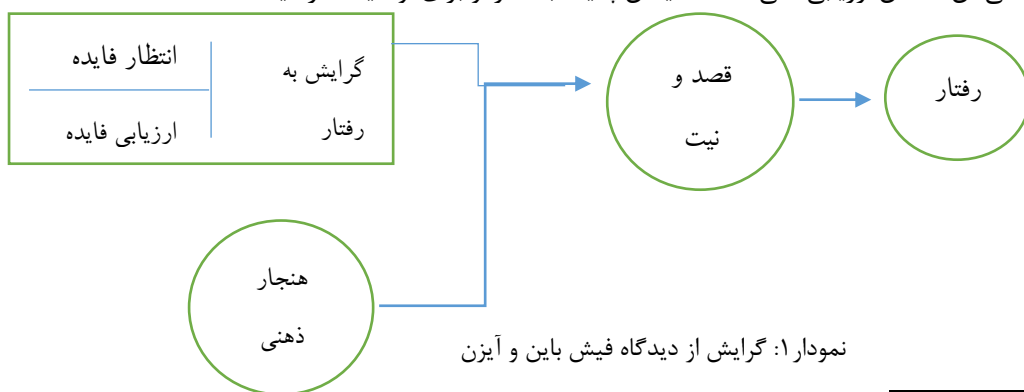 انتظار فایده
ارزیابی فایده
گرایش به
رفتار
قصد و
نیت
رفتار
هنجار
ذهنی
نمودار۱: گرایش از دیدگاه فیش باین و آیزن